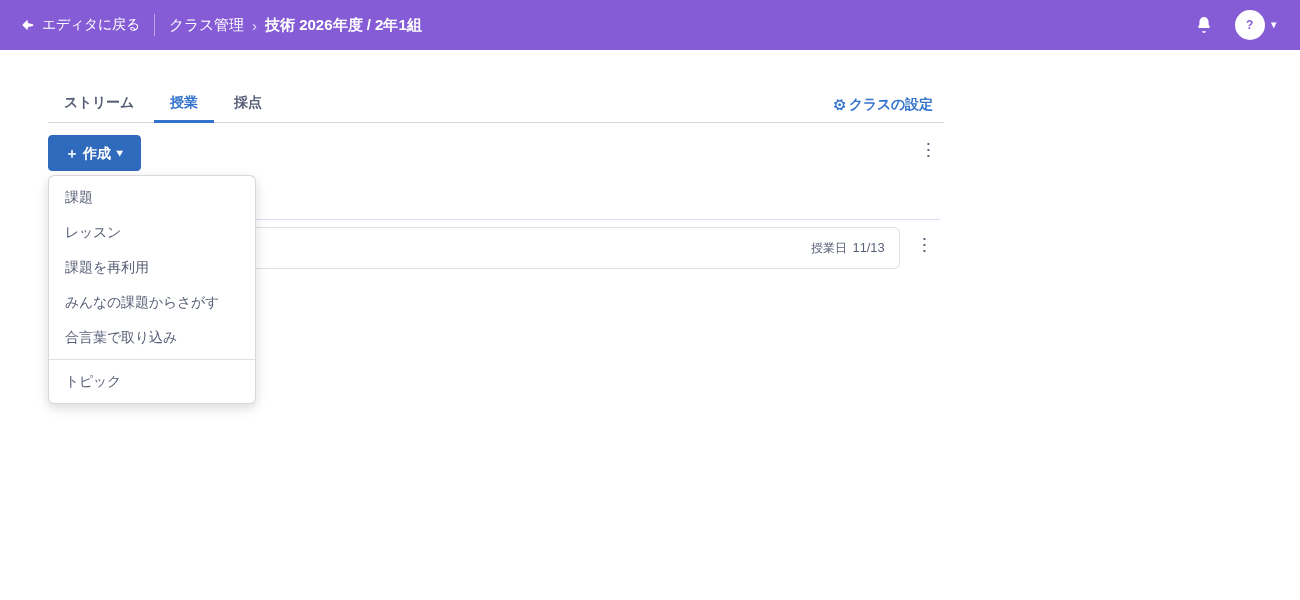 エディタに戻る
クラス管理 › 技術 2026年度 / 2年1組
?
ストリーム 授業 採点
クラスの設定
+ 作成
課題
レッスン
課題を再利用
みんなの課題からさがす
合言葉で取り込み
トピック
授業日 11/13